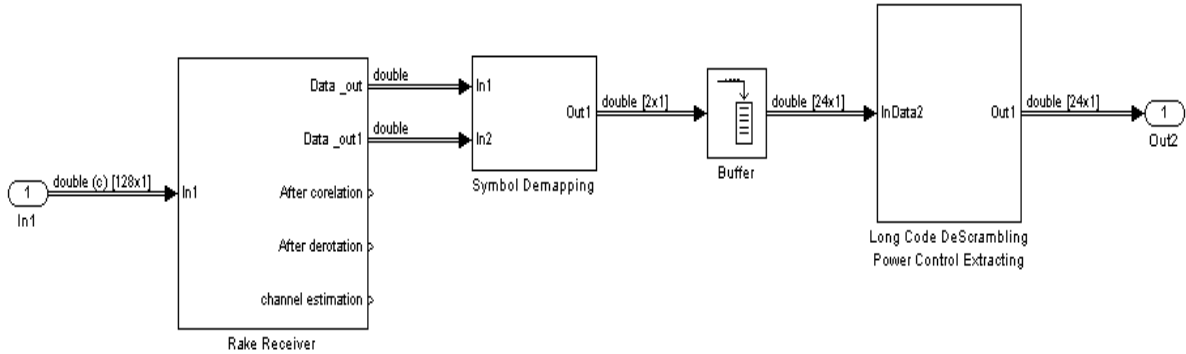 1
In1
double (c) [128x1]
In1
Data _out
Data _out1
After corelation
After derotation
channel estimation
Rake Receiver
double
double
In1
In2
Out1
Symbol Demapping
double [2x1]
Buffer
double [24x1]
InData2
Out1
Long Code DeScrambling
Power Control Extracting
double [24x1]
1
Out2